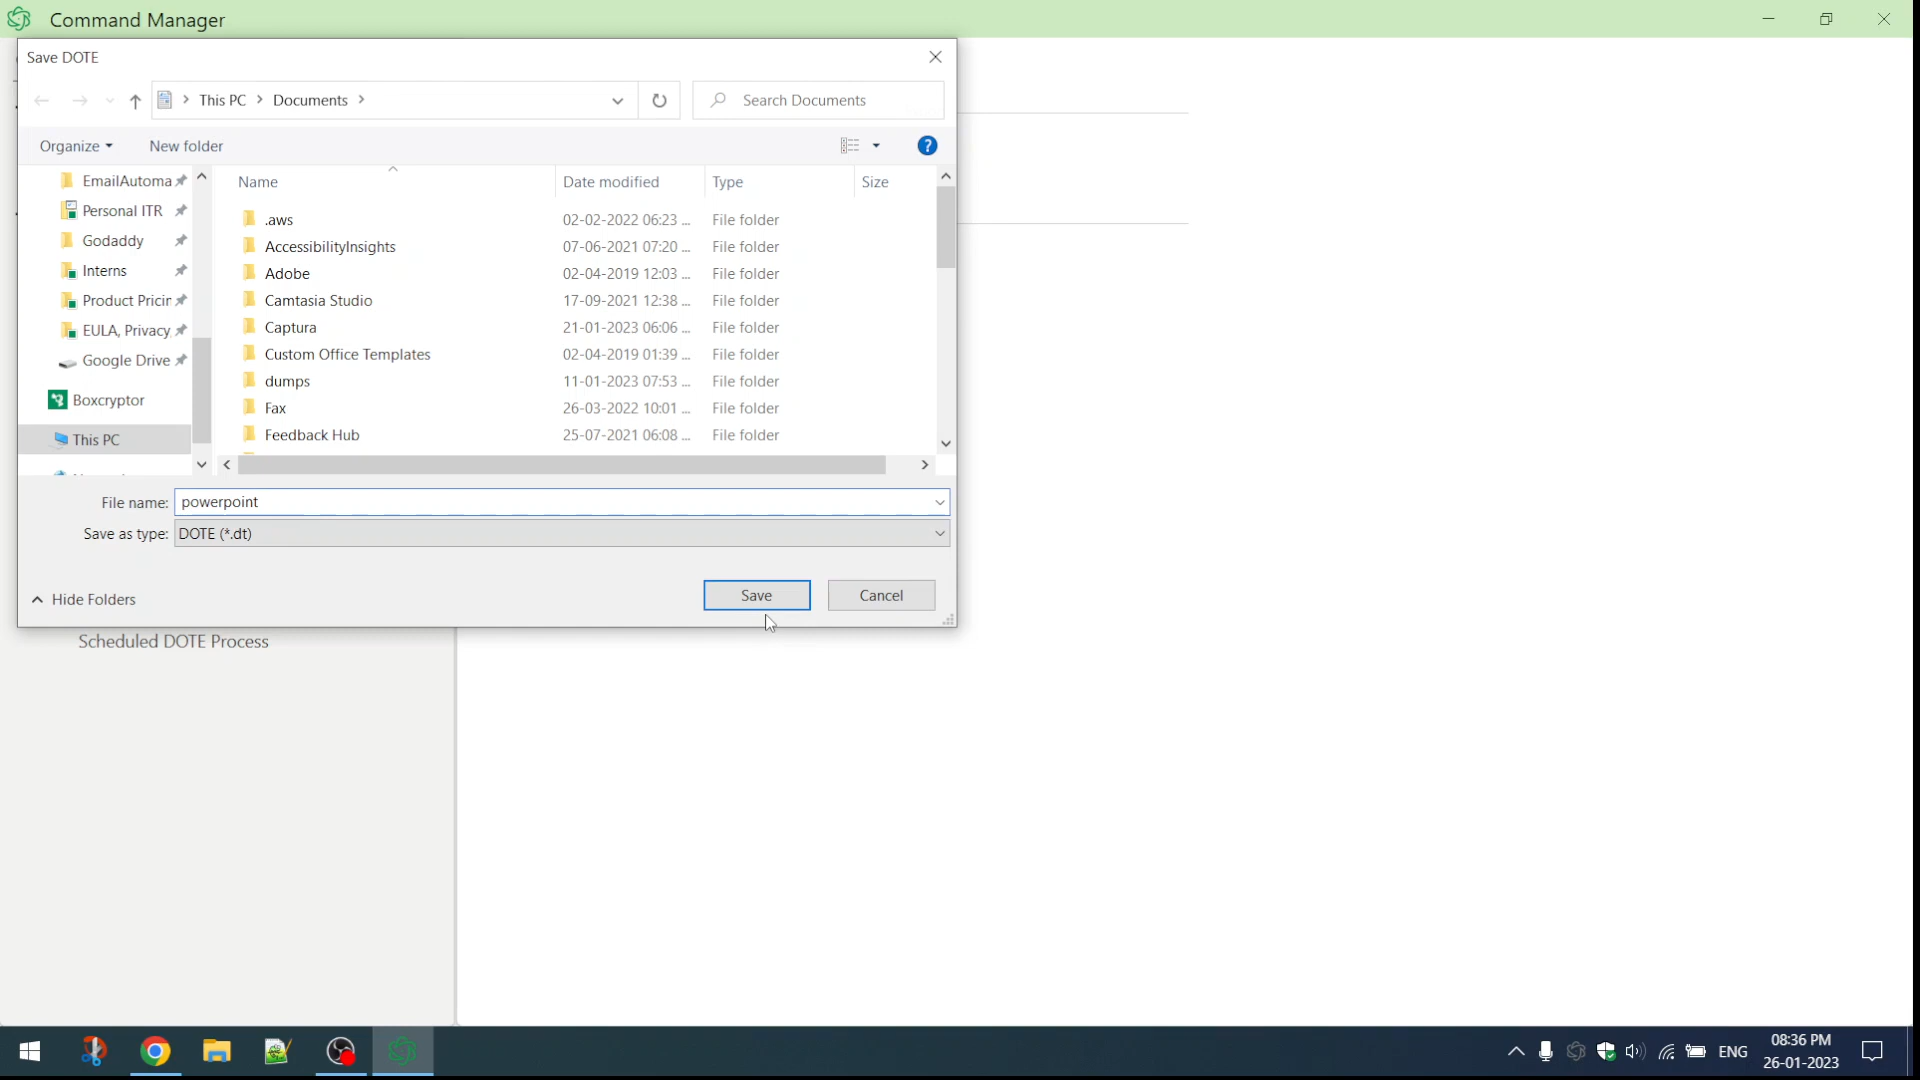 Command Manager
Save DOTE
This PC > Documents >
Search Documents
Organize
New folder
Name
Date modified
Type
Size
EmailAutoma
Personal ITR
Godaddy
Interns
Product Pricin
EULA, Privacy
Google Drive
Boxcryptor
This PC
.aws 02-02-2022 06:23 ... File folder
AccessibilityInsights 07-06-2021 07:20 ... File folder
Adobe 02-04-2019 12:03 ... File folder
Camtasia Studio 17-09-2021 12:38 ... File folder
Captura 21-01-2023 06:06 ... File folder
Custom Office Templates 02-04-2019 01:39 ... File folder
dumps 11-01-2023 07:53 ... File folder
Fax 26-03-2022 10:01 ... File folder
Feedback Hub 25-07-2021 06:08 ... File folder
File name: powerpoint
Save as type: DOTE (*.dt)
Hide Folders
Save
Cancel
Scheduled DOTE Process
ENG
08:36 PM
26-01-2023